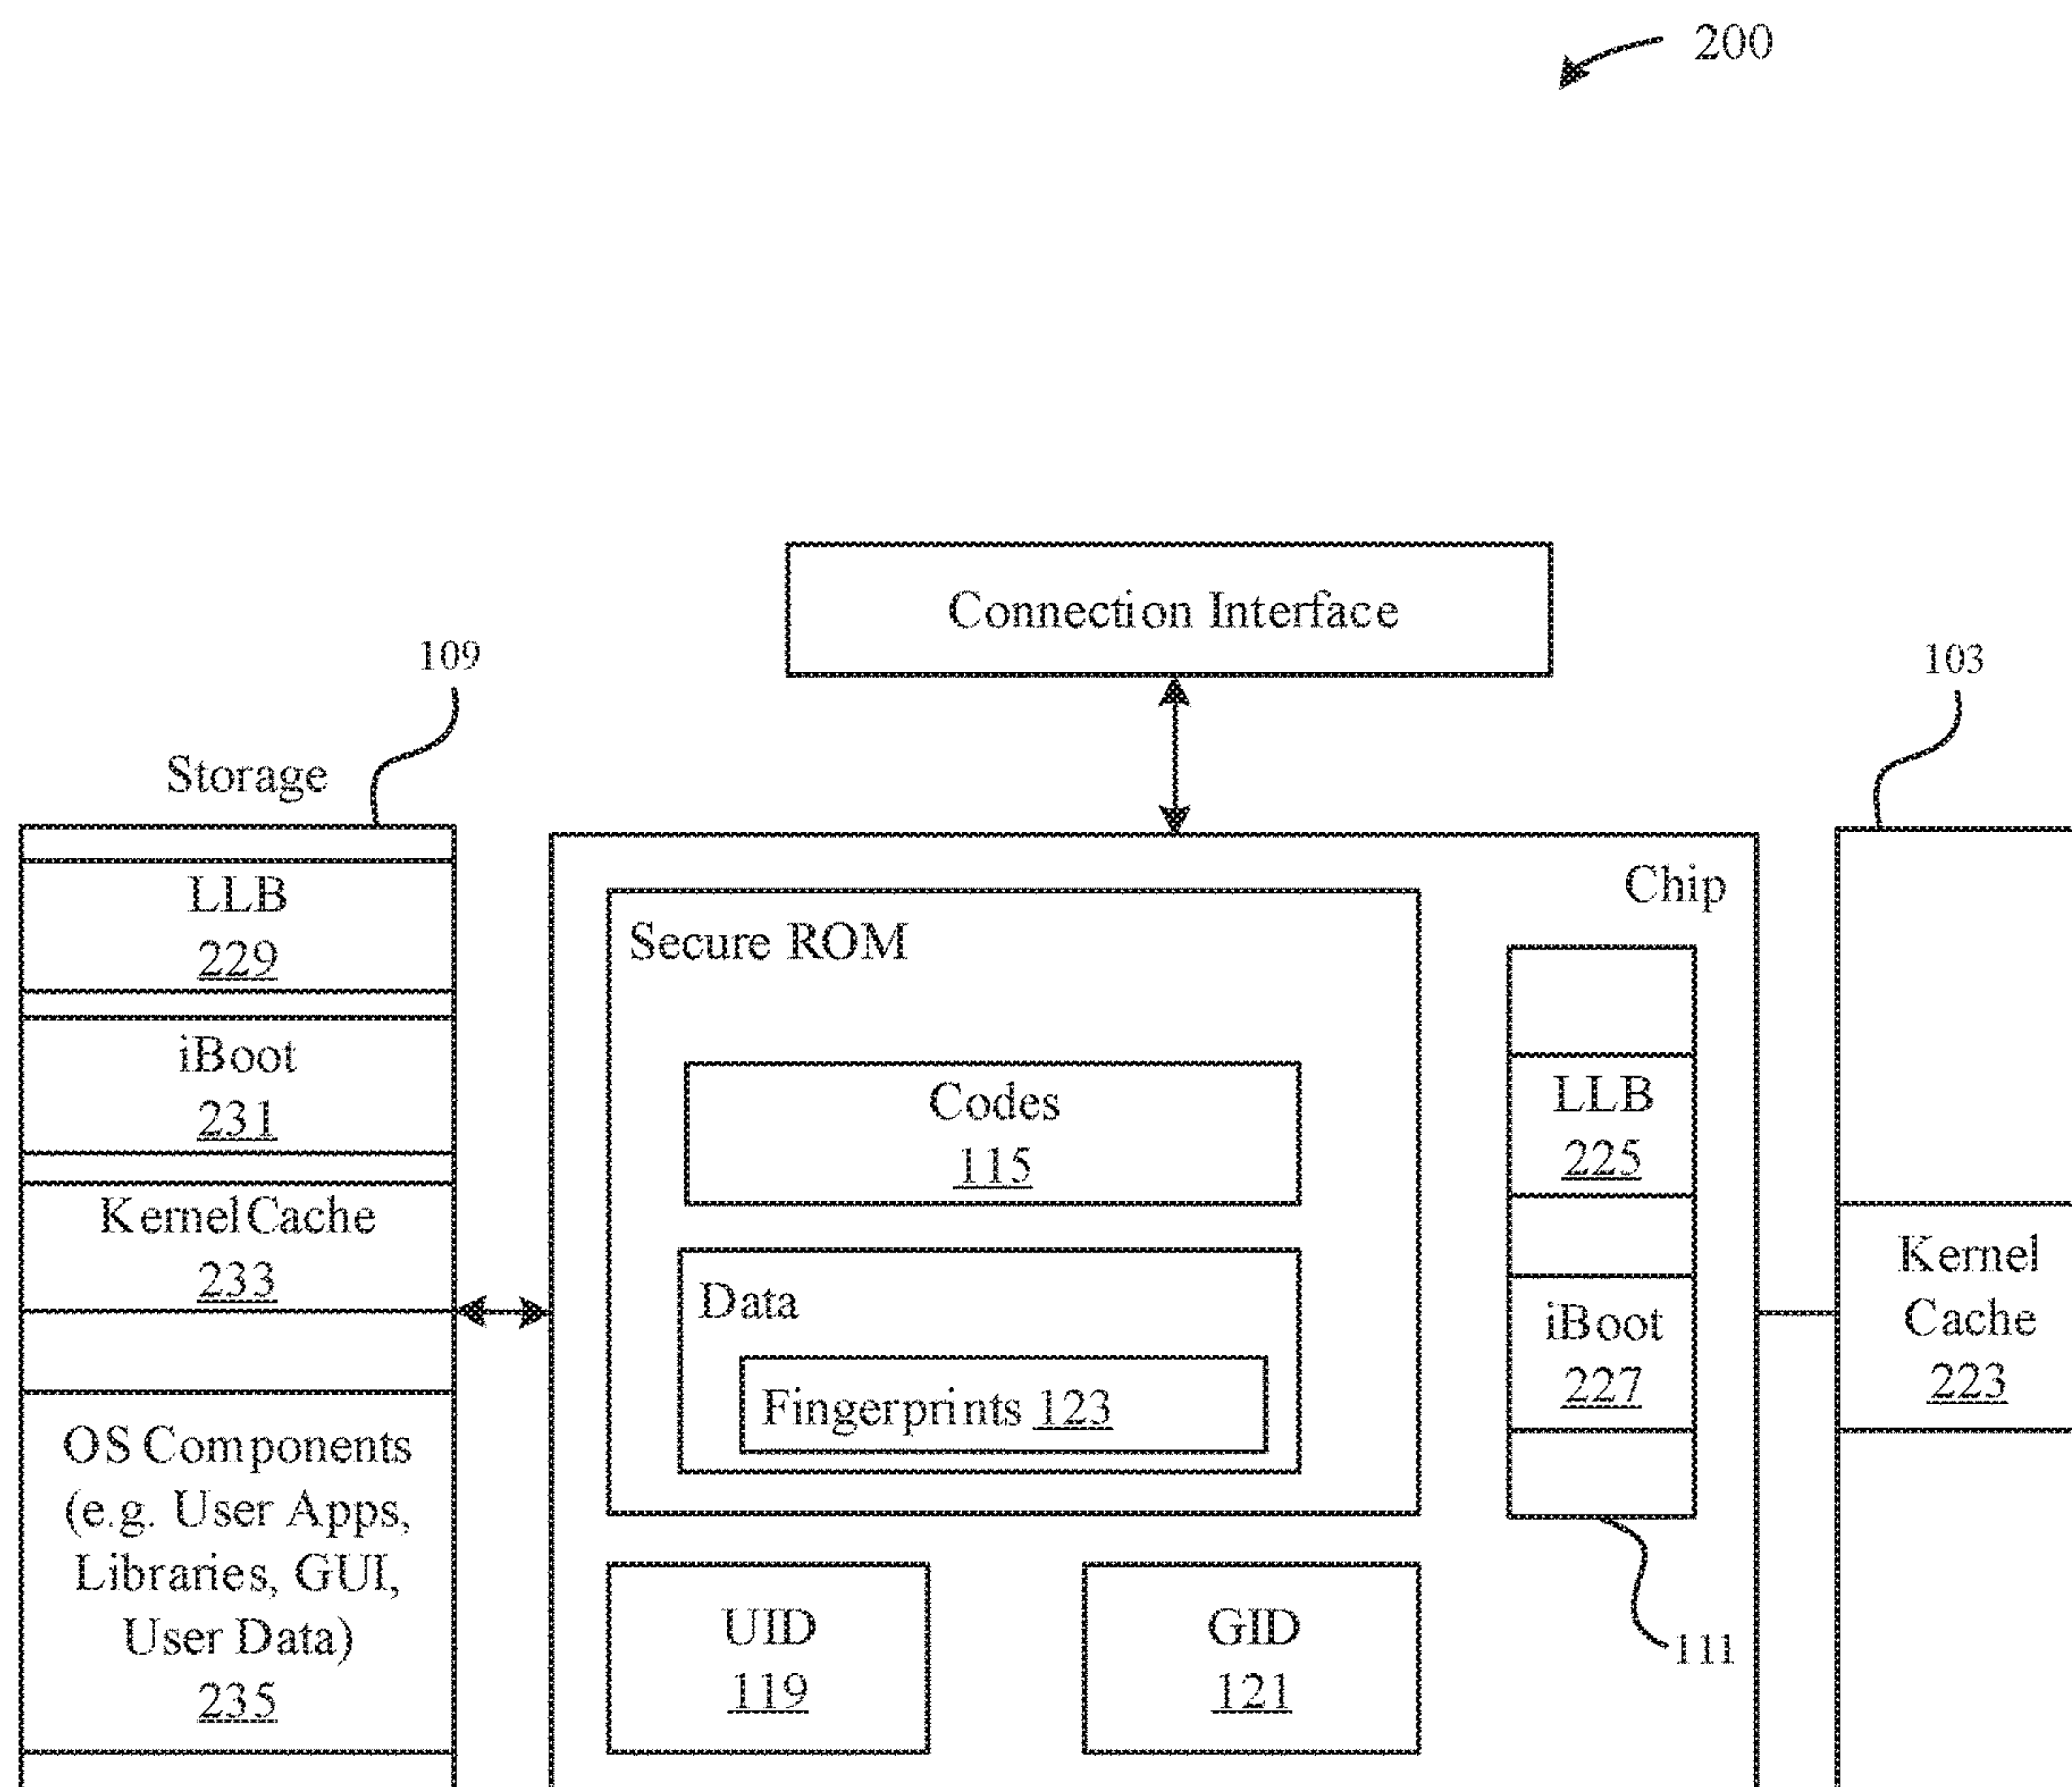 200
Connection Interface
109
103
Storage
LLB
229
iBoot
231
Kernel Cache
233
OS Components
(e.g. User Apps,
Libraries, GUI,
User Data)
235
Chip
Secure ROM
Codes
115
Data
Fingerprints 123
UID
119
GID
121
LLB
225
iBoot
227
111
Kernel
Cache
223